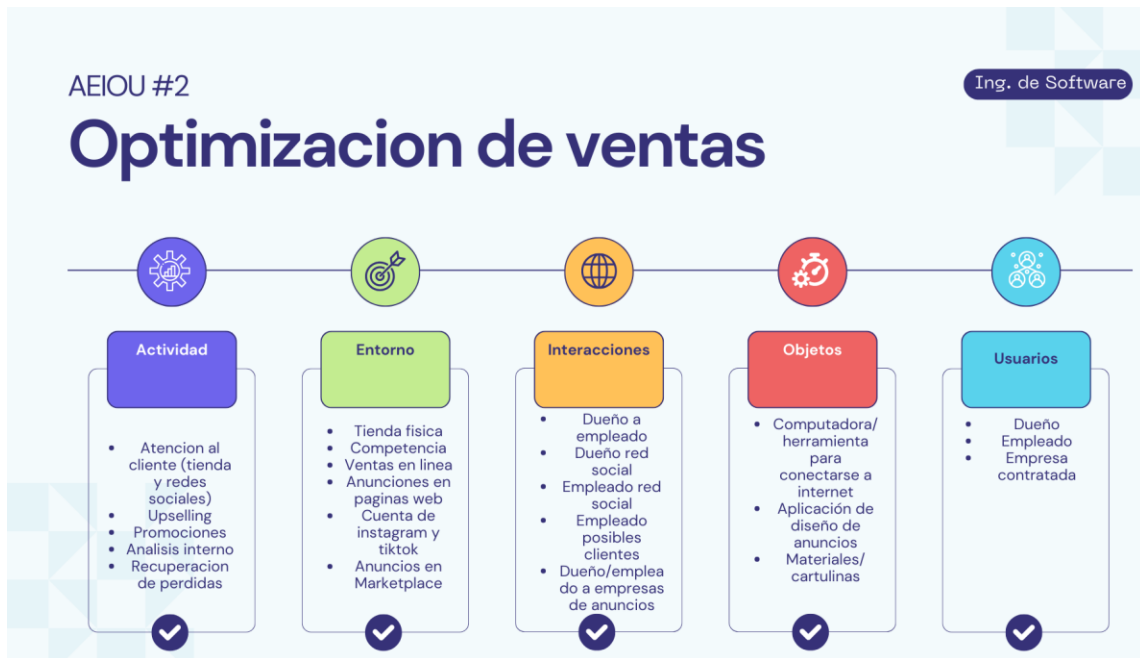 AEIOU #2
Ing. de Software
Optimizacion de ventas
Actividad
• Atencion al
cliente (tienda
y redes
sociales)
• Upselling
• Promociones
• Analisis interno
• Recuperacion
de perdidas
Entorno
• Tienda fisica
• Competencia
• Ventas en linea
• Anunciones en
paginas web
• Cuenta de
instagram y
tiktok
• Anuncios en
Marketplace
Interacciones
• Dueño a
empleado
• Dueño red
social
• Empleado red
social
• Empleado
posibles
clientes
• Dueño/emplea
do a empresas
de anuncios
Objetos
• Computadora/
herramienta
para
conectarse a
internet
• Aplicación de
diseño de
anuncios
• Materiales/
cartulinas
Usuarios
• Dueño
• Empleado
• Empresa
contratada